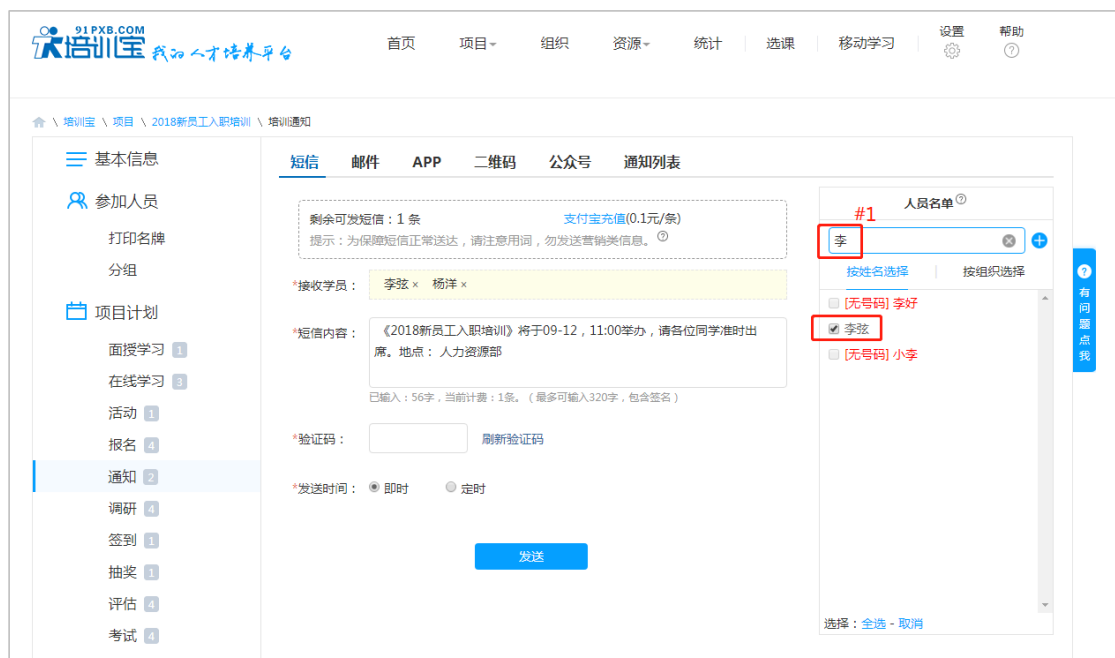 91PXB.COM
培训宝 我的人才培养平台
首页 项目 组织 资源 统计 选课 移动学习 设置 帮助
\ 培训宝 \ 项目 \ 2018新员工入职培训 \ 培训通知
基本信息
参加人员
打印名牌
分组
项目计划
面授学习 1
在线学习 3
活动 1
报名 4
通知 2
调研 4
签到 1
抽奖 1
评估 4
考试 4
短信 邮件 APP 二维码 公众号 通知列表
剩余可发短信：1 条 支付宝充值(0.1元/条)
提示：为保障短信正常送达，请注意用词，勿发送营销类信息。?
*接收学员： 李弦 × 杨洋 ×
*短信内容： 《2018新员工入职培训》将于09-12，11:00举办，请各位同学准时出
席。地点： 人力资源部
已输入：56字，当前计费：1条。（最多可输入320字，包含签名）
*验证码： 刷新验证码
*发送时间： 即时 定时
发送
人员名单?
#1
李
按姓名选择 按组织选择
[无号码] 李好
李弦
[无号码] 小李
选择：全选 - 取消
?
有
问
题
点
我